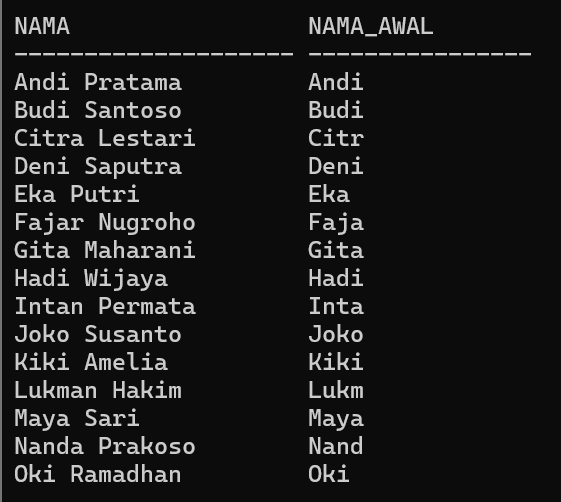 NAMA                 NAMA_AWAL
-------------------- ----------------
Andi Pratama         Andi
Budi Santoso         Budi
Citra Lestari        Citr
Deni Saputra         Deni
Eka Putri            Eka
Fajar Nugroho        Faja
Gita Maharani        Gita
Hadi Wijaya          Hadi
Intan Permata        Inta
Joko Susanto         Joko
Kiki Amelia          Kiki
Lukman Hakim         Lukm
Maya Sari            Maya
Nanda Prakoso        Nand
Oki Ramadhan         Oki